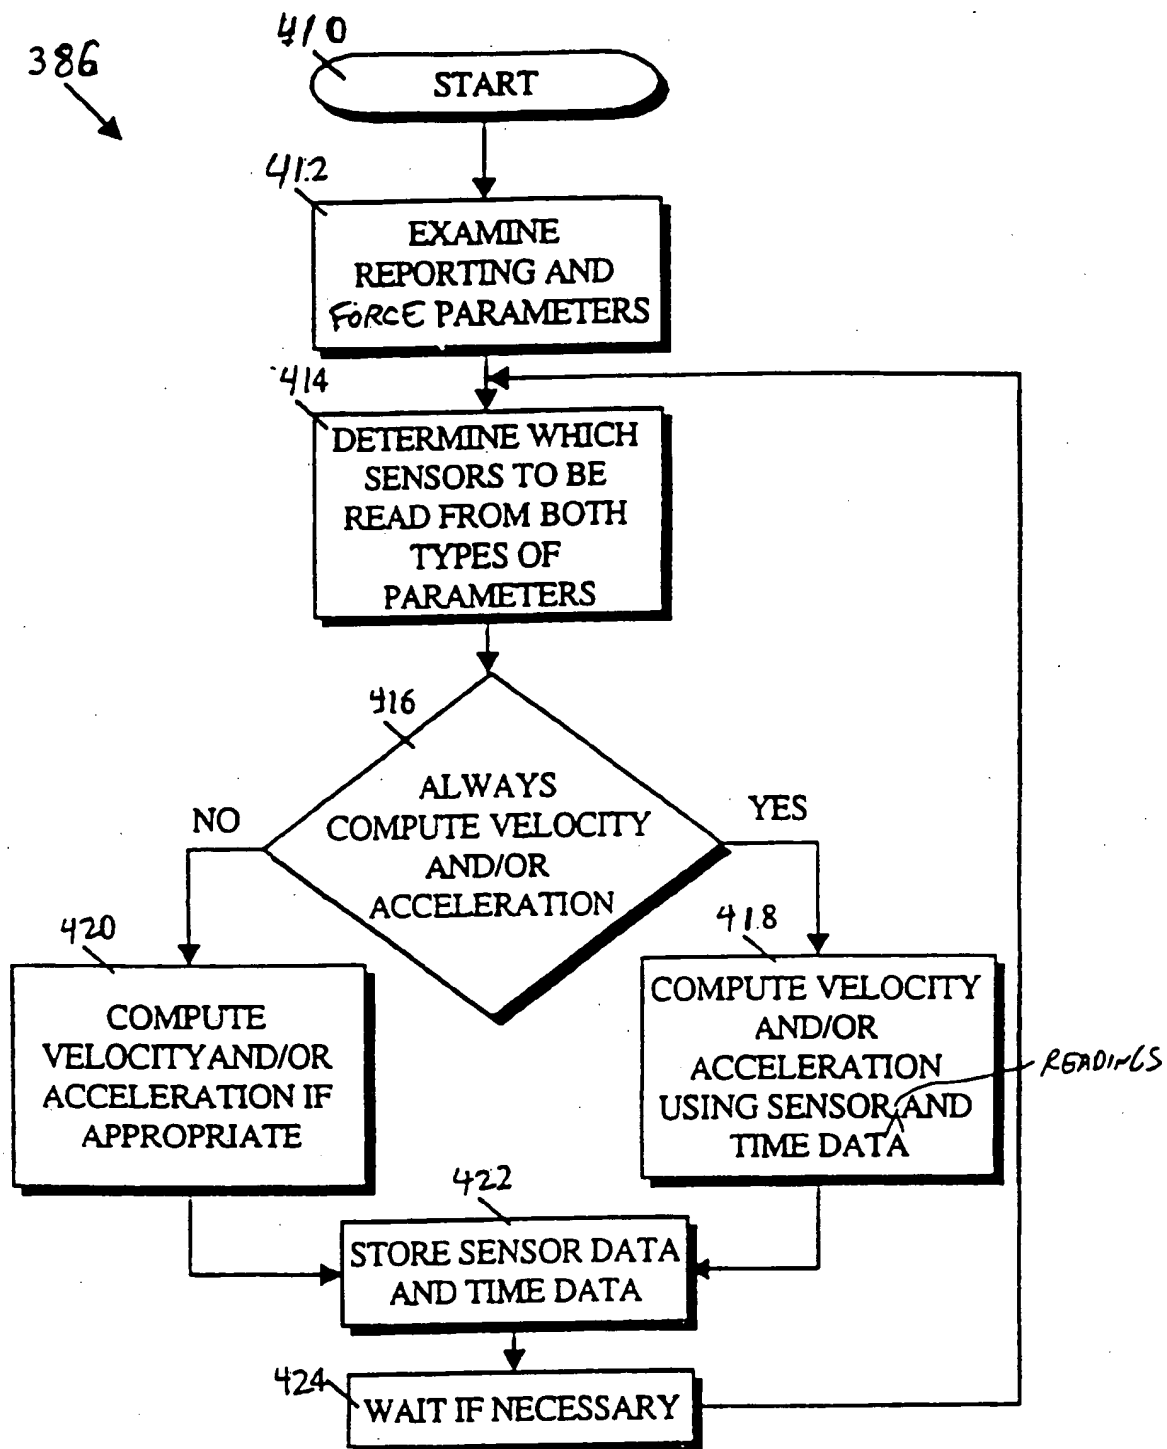 410
386
START
412
EXAMINE
REPORTING AND
FORCE PARAMETERS
414
DETERMINE WHICH
SENSORS TO BE
READ FROM BOTH
TYPES OF
PARAMETERS
416
ALWAYS
COMPUTE VELOCITY
AND/OR
ACCELERATION
NO
YES
420
COMPUTE
VELOCITYAND/OR
ACCELERATION IF
APPROPRIATE
418
COMPUTE VELOCITY
AND/OR
ACCELERATION
USING SENSOR AND
TIME DATA
READINGS
422
STORE SENSOR DATA
AND TIME DATA
424
WAIT IF NECESSARY